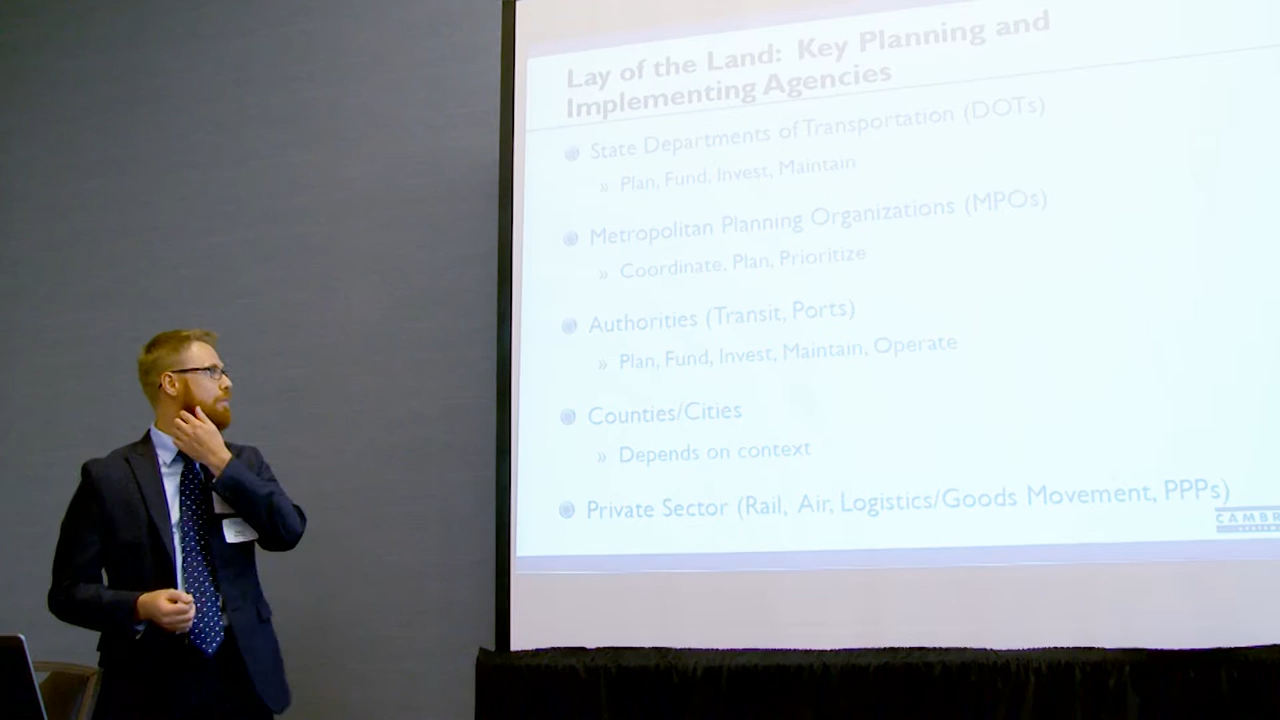 Lay of the Land: Key Planning and
Implementing Agencies
State Departments of Transportation (DOTs)
» Plan, Fund, Invest, Maintain
Metropolitan Planning Organizations (MPOs)
» Coordinate, Plan, Prioritize
Authorities (Transit, Ports)
» Plan, Fund, Invest, Maintain, Operate
Counties/Cities
» Depends on context
Private Sector (Rail, Air, Logistics/Goods Movement, PPPs)
CAMBR